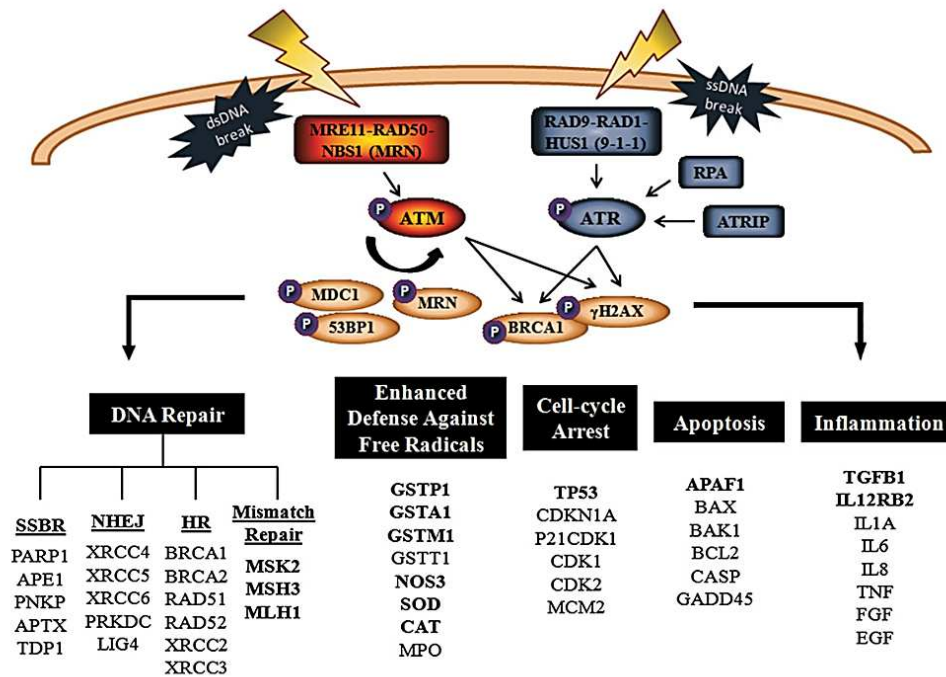 dsDNA
break
ssDNA
break
MRE11-RAD50-
NBS1 (MRN)
RAD9-RAD1-
HUS1 (9-1-1)
RPA
P
ATM
P
ATR
ATRIP
P
MDC1
P
MRN
P
53BP1
P
BRCA1
P
γH2AX
DNA Repair
SSBR
PARP1
APE1
PNKP
APTX
TDP1
NHEJ
XRCC4
XRCC5
XRCC6
PRKDC
LIG4
HR
BRCA1
BRCA2
RAD51
RAD52
XRCC2
XRCC3
Mismatch
Repair
MSK2
MSH3
MLH1
Enhanced
Defense Against
Free Radicals
GSTP1
GSTA1
GSTM1
GSTT1
NOS3
SOD
CAT
MPO
Cell-cycle
Arrest
TP53
CDKN1A
P21CDK1
CDK1
CDK2
MCM2
Apoptosis
APAF1
BAX
BAK1
BCL2
CASP
GADD45
Inflammation
TGFB1
IL12RB2
IL1A
IL6
IL8
TNF
FGF
EGF